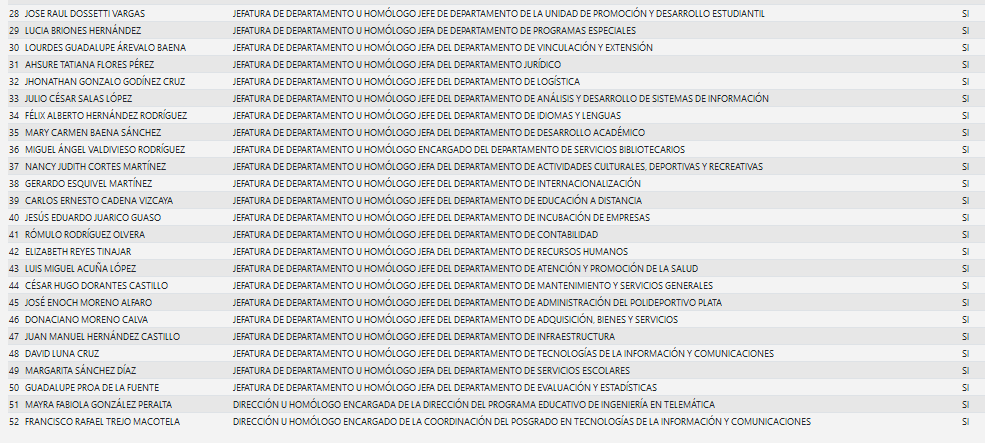 28 JOSE RAUL DOSSETTI VARGAS JEFATURA DE DEPARTAMENTO U HOMÓLOGO JEFE DE DEPARTAMENTO DE LA UNIDAD DE PROMOCIÓN Y DESARROLLO ESTUDIANTIL SI
29 LUCIA BRIONES HERNÁNDEZ JEFATURA DE DEPARTAMENTO U HOMÓLOGO JEFA DE DEPARTAMENTO DE PROGRAMAS ESPECIALES SI
30 LOURDES GUADALUPE ÁREVALO BAENA JEFATURA DE DEPARTAMENTO U HOMÓLOGO JEFA DEL DEPARTAMENTO DE VINCULACIÓN Y EXTENSIÓN SI
31 AHSURE TATIANA FLORES PÉREZ JEFATURA DE DEPARTAMENTO U HOMÓLOGO JEFA DEL DEPARTAMENTO JURÍDICO SI
32 JHONATHAN GONZALO GODÍNEZ CRUZ JEFATURA DE DEPARTAMENTO U HOMÓLOGO JEFE DEL DEPARTAMENTO DE LOGÍSTICA SI
33 JULIO CÉSAR SALAS LÓPEZ JEFATURA DE DEPARTAMENTO U HOMÓLOGO JEFE DEL DEPARTAMENTO DE ANÁLISIS Y DESARROLLO DE SISTEMAS DE INFORMACIÓN SI
34 FÉLIX ALBERTO HERNÁNDEZ RODRÍGUEZ JEFATURA DE DEPARTAMENTO U HOMÓLOGO JEFE DEL DEPARTAMENTO DE IDIOMAS Y LENGUAS SI
35 MARY CARMEN BAENA SÁNCHEZ JEFATURA DE DEPARTAMENTO U HOMÓLOGO JEFA DEL DEPARTAMENTO DE DESARROLLO ACADÉMICO SI
36 MIGUEL ÁNGEL VALDIVIESO RODRÍGUEZ JEFATURA DE DEPARTAMENTO U HOMÓLOGO ENCARGADO DEL DEPARTAMENTO DE SERVICIOS BIBLIOTECARIOS SI
37 NANCY JUDITH CORTES MARTÍNEZ JEFATURA DE DEPARTAMENTO U HOMÓLOGO JEFA DEL DEPARTAMENTO DE ACTIVIDADES CULTURALES, DEPORTIVAS Y RECREATIVAS SI
38 GERARDO ESQUIVEL MARTÍNEZ JEFATURA DE DEPARTAMENTO U HOMÓLOGO JEFE DEL DEPARTAMENTO DE INTERNACIONALIZACIÓN SI
39 CARLOS ERNESTO CADENA VIZCAYA JEFATURA DE DEPARTAMENTO U HOMÓLOGO JEFE DEL DEPARTAMENTO DE EDUCACIÓN A DISTANCIA SI
40 JESÚS EDUARDO JUARICO GUASO JEFATURA DE DEPARTAMENTO U HOMÓLOGO JEFE DEL DEPARTAMENTO DE INCUBACIÓN DE EMPRESAS SI
41 RÓMULO RODRÍGUEZ OLVERA JEFATURA DE DEPARTAMENTO U HOMÓLOGO JEFE DEL DEPARTAMENTO DE CONTABILIDAD SI
42 ELIZABETH REYES TINAJAR JEFATURA DE DEPARTAMENTO U HOMÓLOGO JEFA DEL DEPARTAMENTO DE RECURSOS HUMANOS SI
43 LUIS MIGUEL ACUÑA LÓPEZ JEFATURA DE DEPARTAMENTO U HOMÓLOGO JEFE DEL DEPARTAMENTO DE ATENCIÓN Y PROMOCIÓN DE LA SALUD SI
44 CÉSAR HUGO DORANTES CASTILLO JEFATURA DE DEPARTAMENTO U HOMÓLOGO JEFE DEL DEPARTAMENTO DE MANTENIMIENTO Y SERVICIOS GENERALES SI
45 JOSÉ ENOCH MORENO ALFARO JEFATURA DE DEPARTAMENTO U HOMÓLOGO JEFE DEL DEPARTAMENTO DE ADMINISTRACIÓN DEL POLIDEPORTIVO PLATA SI
46 DONACIANO MORENO CALVA JEFATURA DE DEPARTAMENTO U HOMÓLOGO JEFE DEL DEPARTAMENTO DE ADQUISICIÓN, BIENES Y SERVICIOS SI
47 JUAN MANUEL HERNÁNDEZ CASTILLO JEFATURA DE DEPARTAMENTO U HOMÓLOGO JEFE DEL DEPARTAMENTO DE INFRAESTRUCTURA SI
48 DAVID LUNA CRUZ JEFATURA DE DEPARTAMENTO U HOMÓLOGO JEFE DEL DEPARTAMENTO DE TECNOLOGÍAS DE LA INFORMACIÓN Y COMUNICACIONES SI
49 MARGARITA SÁNCHEZ DÍAZ JEFATURA DE DEPARTAMENTO U HOMÓLOGO JEFA DEL DEPARTAMENTO DE SERVICIOS ESCOLARES SI
50 GUADALUPE PROA DE LA FUENTE JEFATURA DE DEPARTAMENTO U HOMÓLOGO JEFA DEL DEPARTAMENTO DE EVALUACIÓN Y ESTADÍSTICAS SI
51 MAYRA FABIOLA GONZÁLEZ PERALTA DIRECCIÓN U HOMÓLOGO ENCARGADA DE LA DIRECCIÓN DEL PROGRAMA EDUCATIVO DE INGENIERÍA EN TELEMÁTICA SI
52 FRANCISCO RAFAEL TREJO MACOTELA DIRECCIÓN U HOMÓLOGO ENCARGADO DE LA COORDINACIÓN DEL POSGRADO EN TECNOLOGÍAS DE LA INFORMACIÓN Y COMUNICACIONES SI